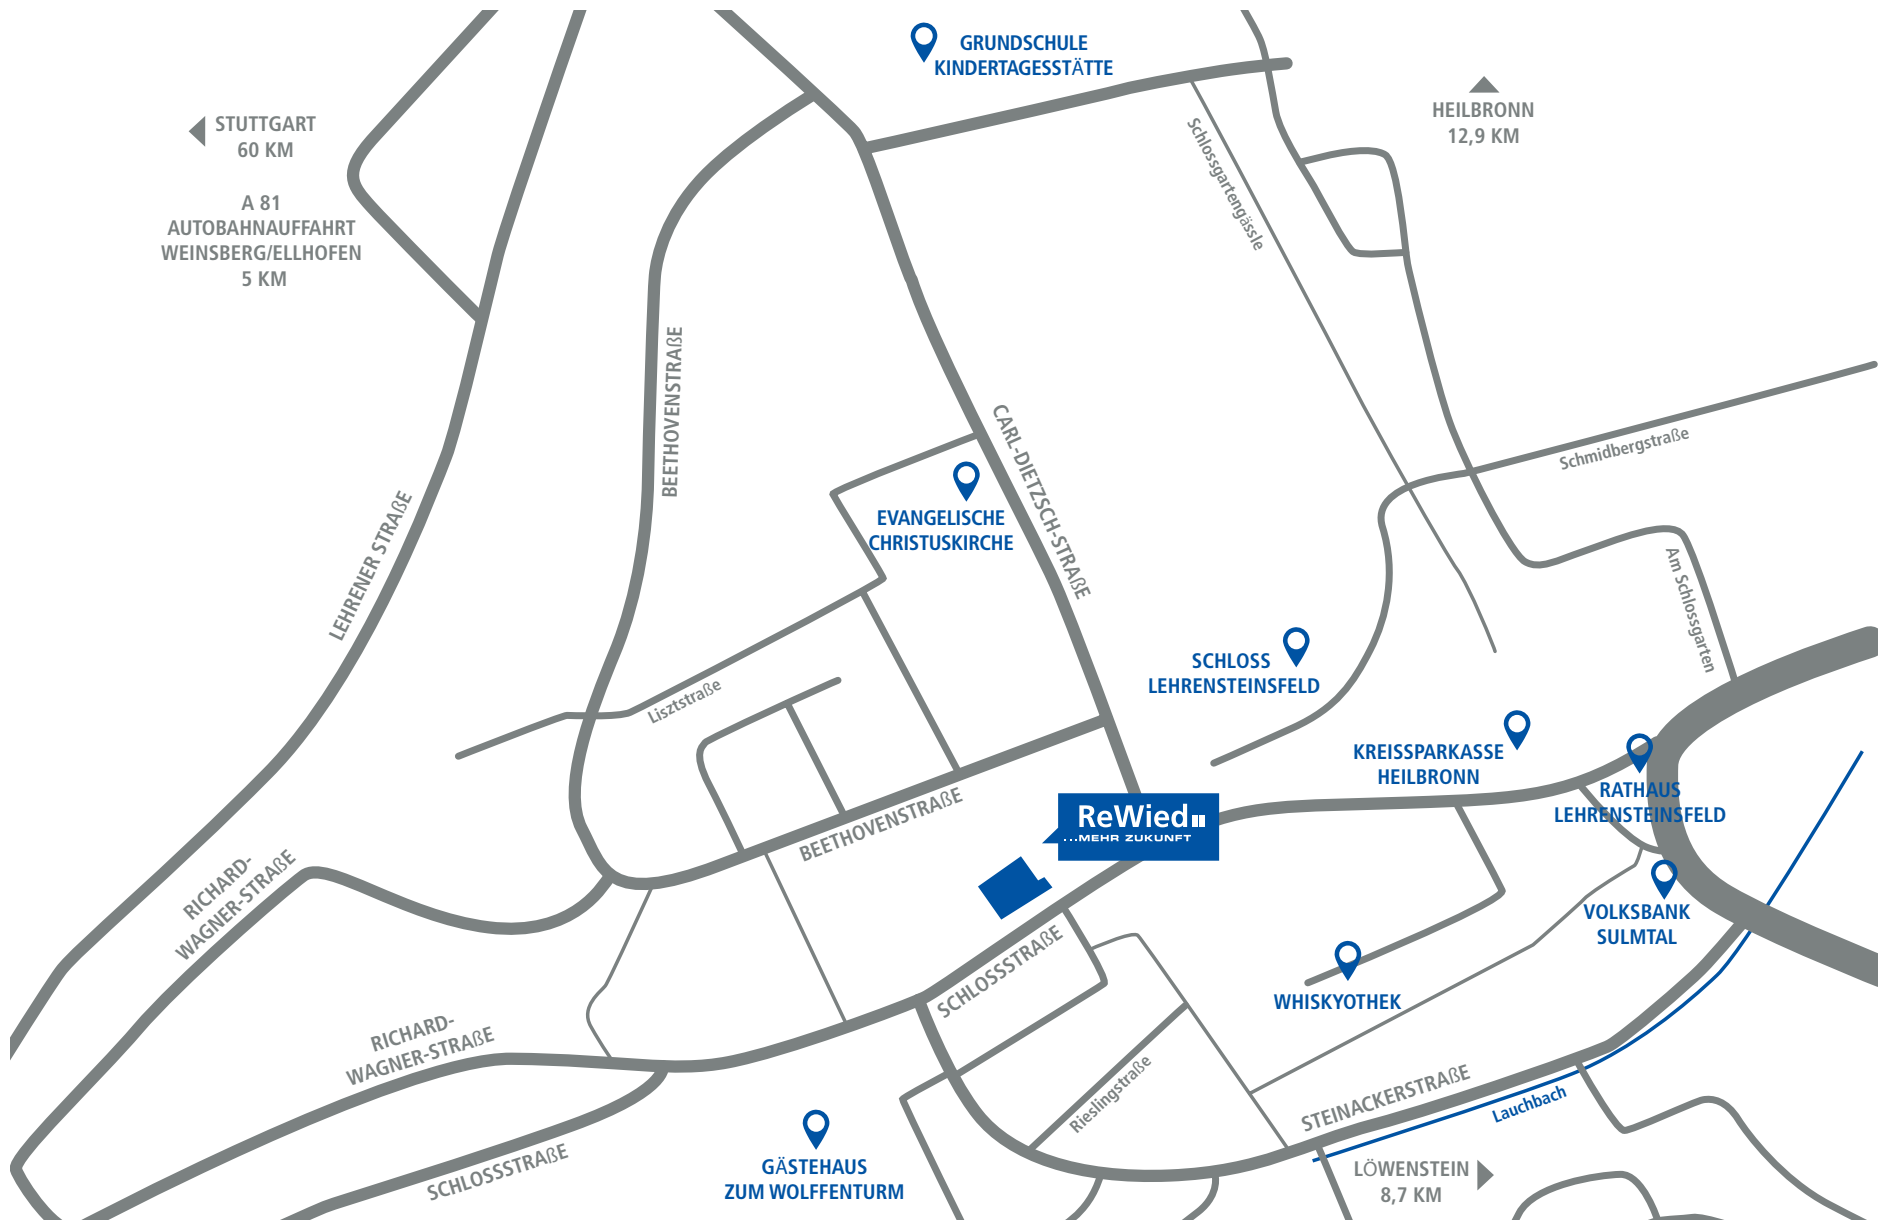 GRUNDSCHULE
KINDERTAGESSTÄTTE
STUTTGART
60 KM
A 81
AUTOBAHNAUFFAHRT
WEINSBERG/ELLHOFEN
5 KM
HEILBRONN
12,9 KM
Schlossgartengässle
BEETHOVENSTRAßE
CARL-DIETZSCH-STRAßE
Schmidbergstraße
LEHRENER STRAßE
EVANGELISCHE
CHRISTUSKIRCHE
Am Schlossgarten
SCHLOSS
LEHRENSTEINSFELD
Lisztstraße
KREISSPARKASSE
HEILBRONN
RATHAUS
LEHRENSTEINSFELD
ReWied
...MEHR ZUKUNFT
BEETHOVENSTRAßE
RICHARD-
WAGNER-STRAßE
VOLKSBANK
SULMTAL
SCHLOSSSTRAßE
WHISKYOTHEK
RICHARD-
WAGNER-STRAßE
Rieslingstraße
STEINACKERSTRAßE
Lauchbach
SCHLOSSSTRAßE
GÄSTEHAUS
ZUM WOLFFENTURM
LÖWENSTEIN
8,7 KM